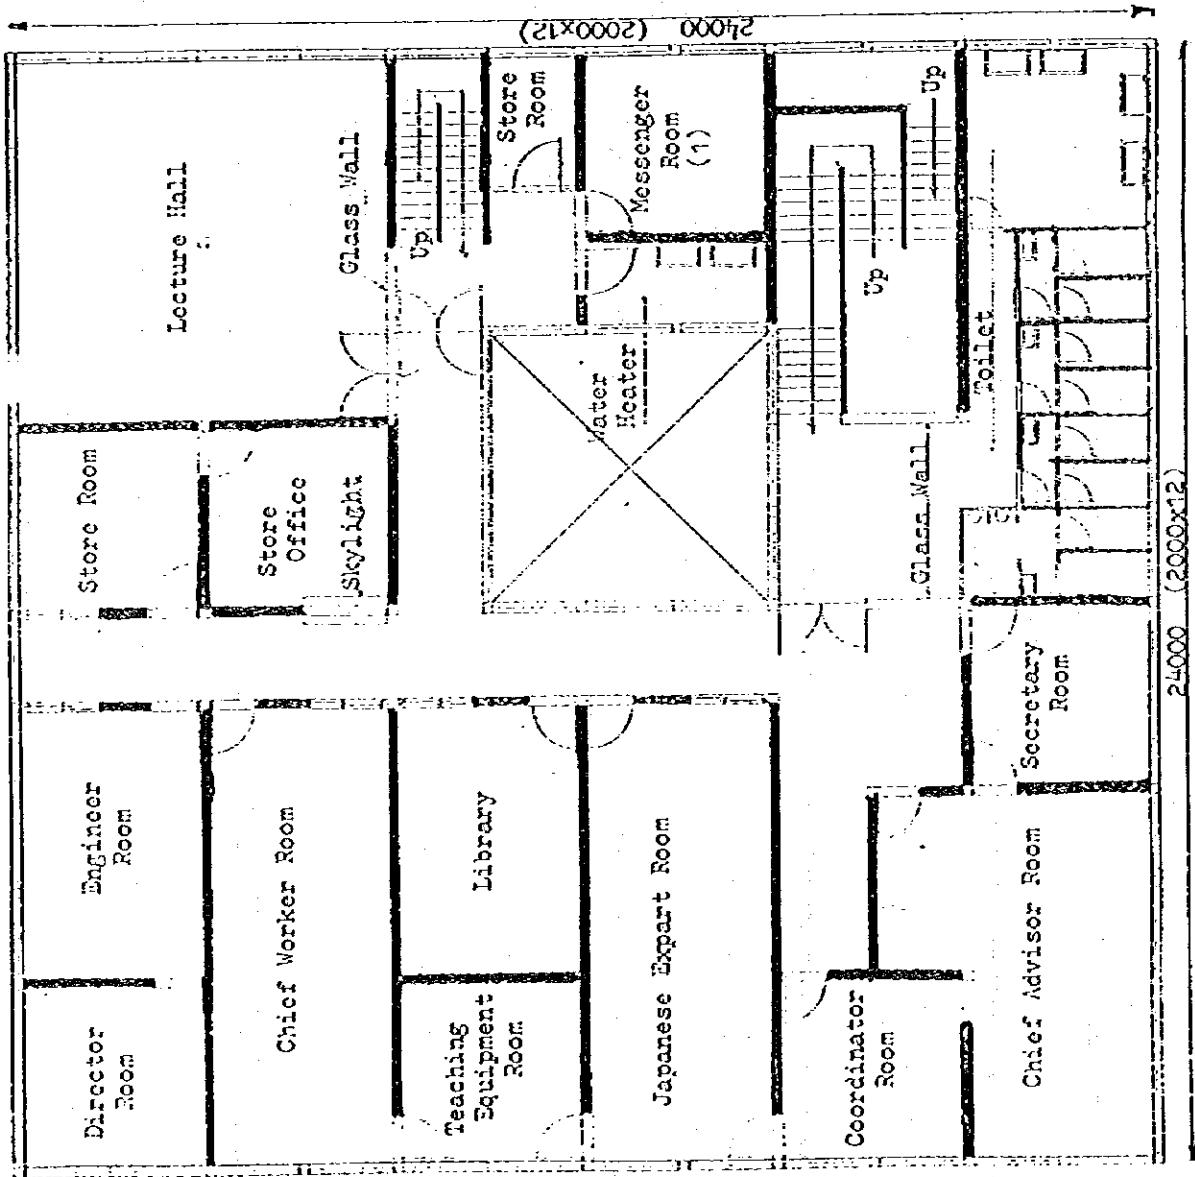 24000 (2000x12)
Lecture Hall
Glass Wall
Up
Store
Room
Messenger
Room
(1)
Up
Up
Toilet
Store Room
Store
Office
Skylight
Water
Heater
Glass Wall
Engineer
Room
Chief Worker Room
Library
Japanese Expart Room
Secretary
Room
Director
Room
Teaching
Equipment
Room
Coordinator
Room
Chief Advisor Room
24000 (2000x12)